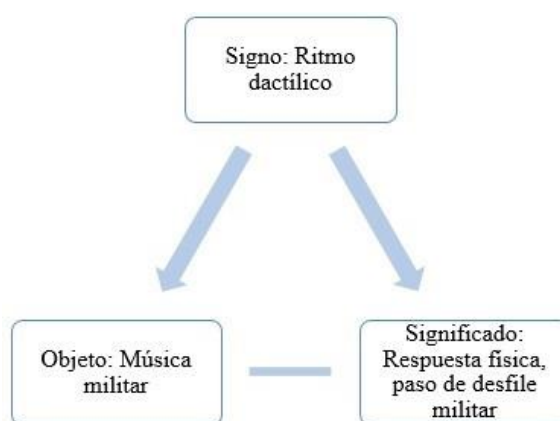 Signo: Ritmo
dactílico
Objeto: Música
militar
Significado:
Respuesta física,
paso de desfile
militar